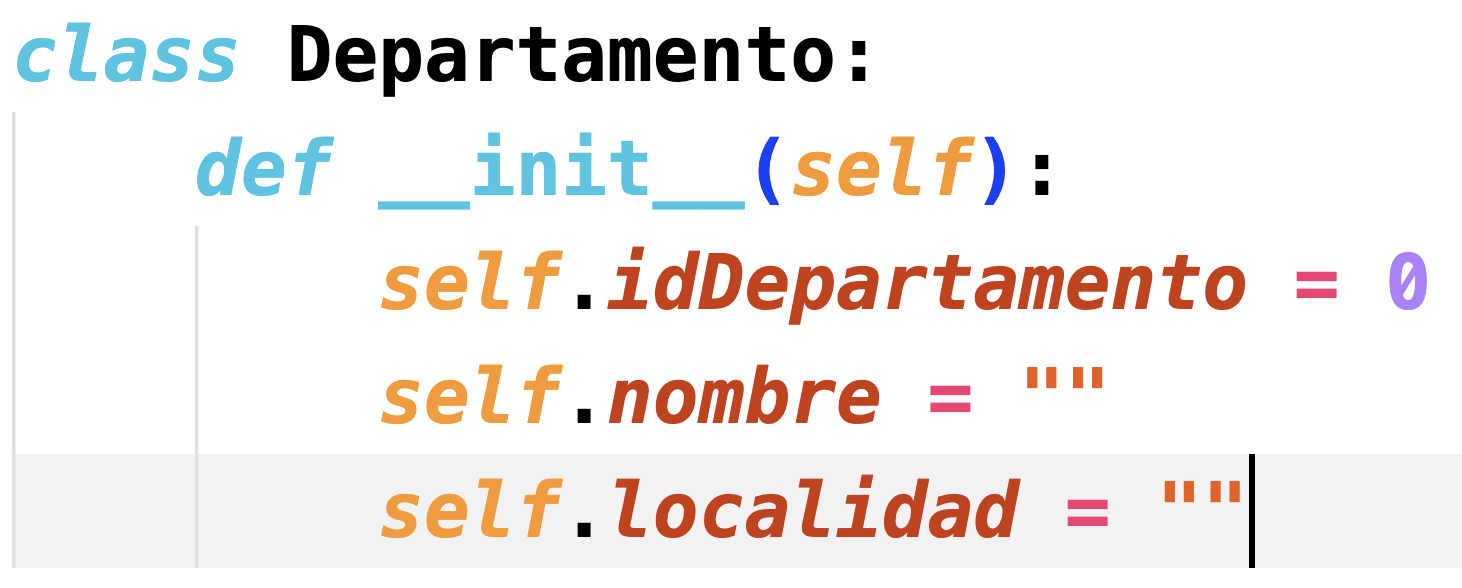 class Departamento:
    def __init__(self):
        self.idDepartamento = 0
        self.nombre = ""
        self.localidad = ""